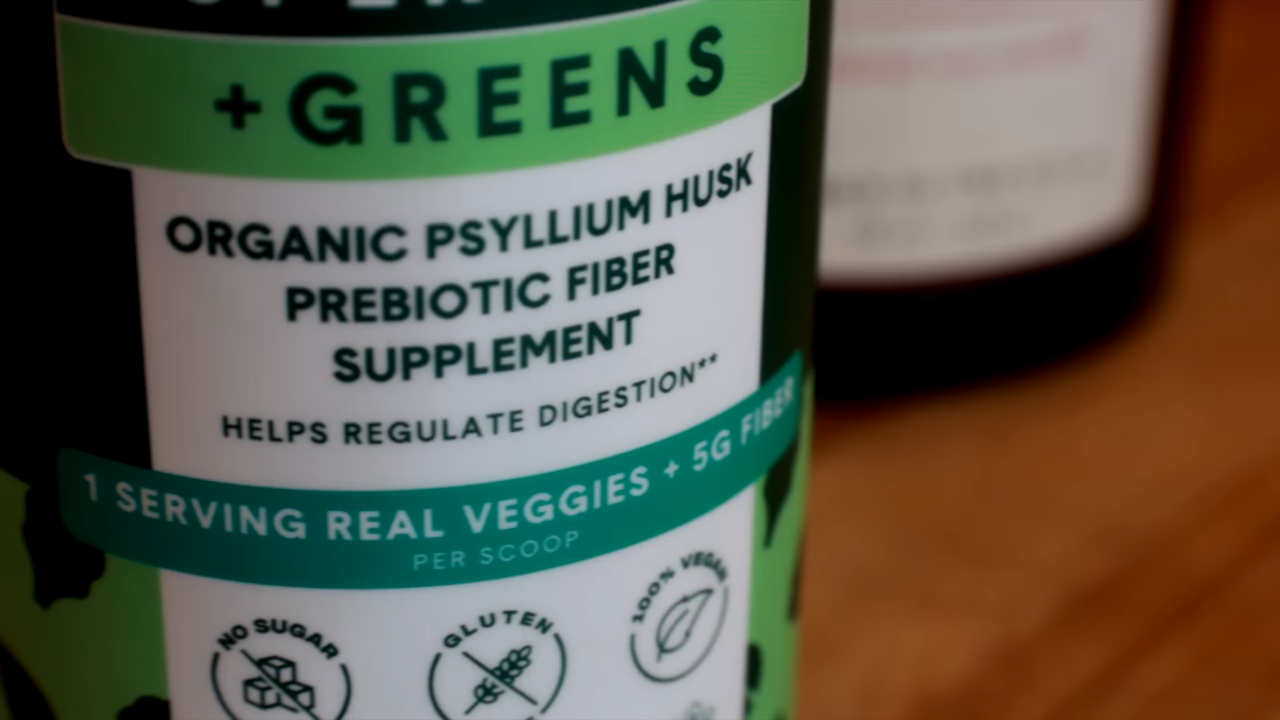 +GREENS
ORGANIC PSYLLIUM HUSK
PREBIOTIC FIBER
SUPPLEMENT
HELPS REGULATE DIGESTION**
1 SERVING REAL VEGGIES + 5G FIBER
PER SCOOP
NO SUGAR
GLUTEN
100% VEGAN